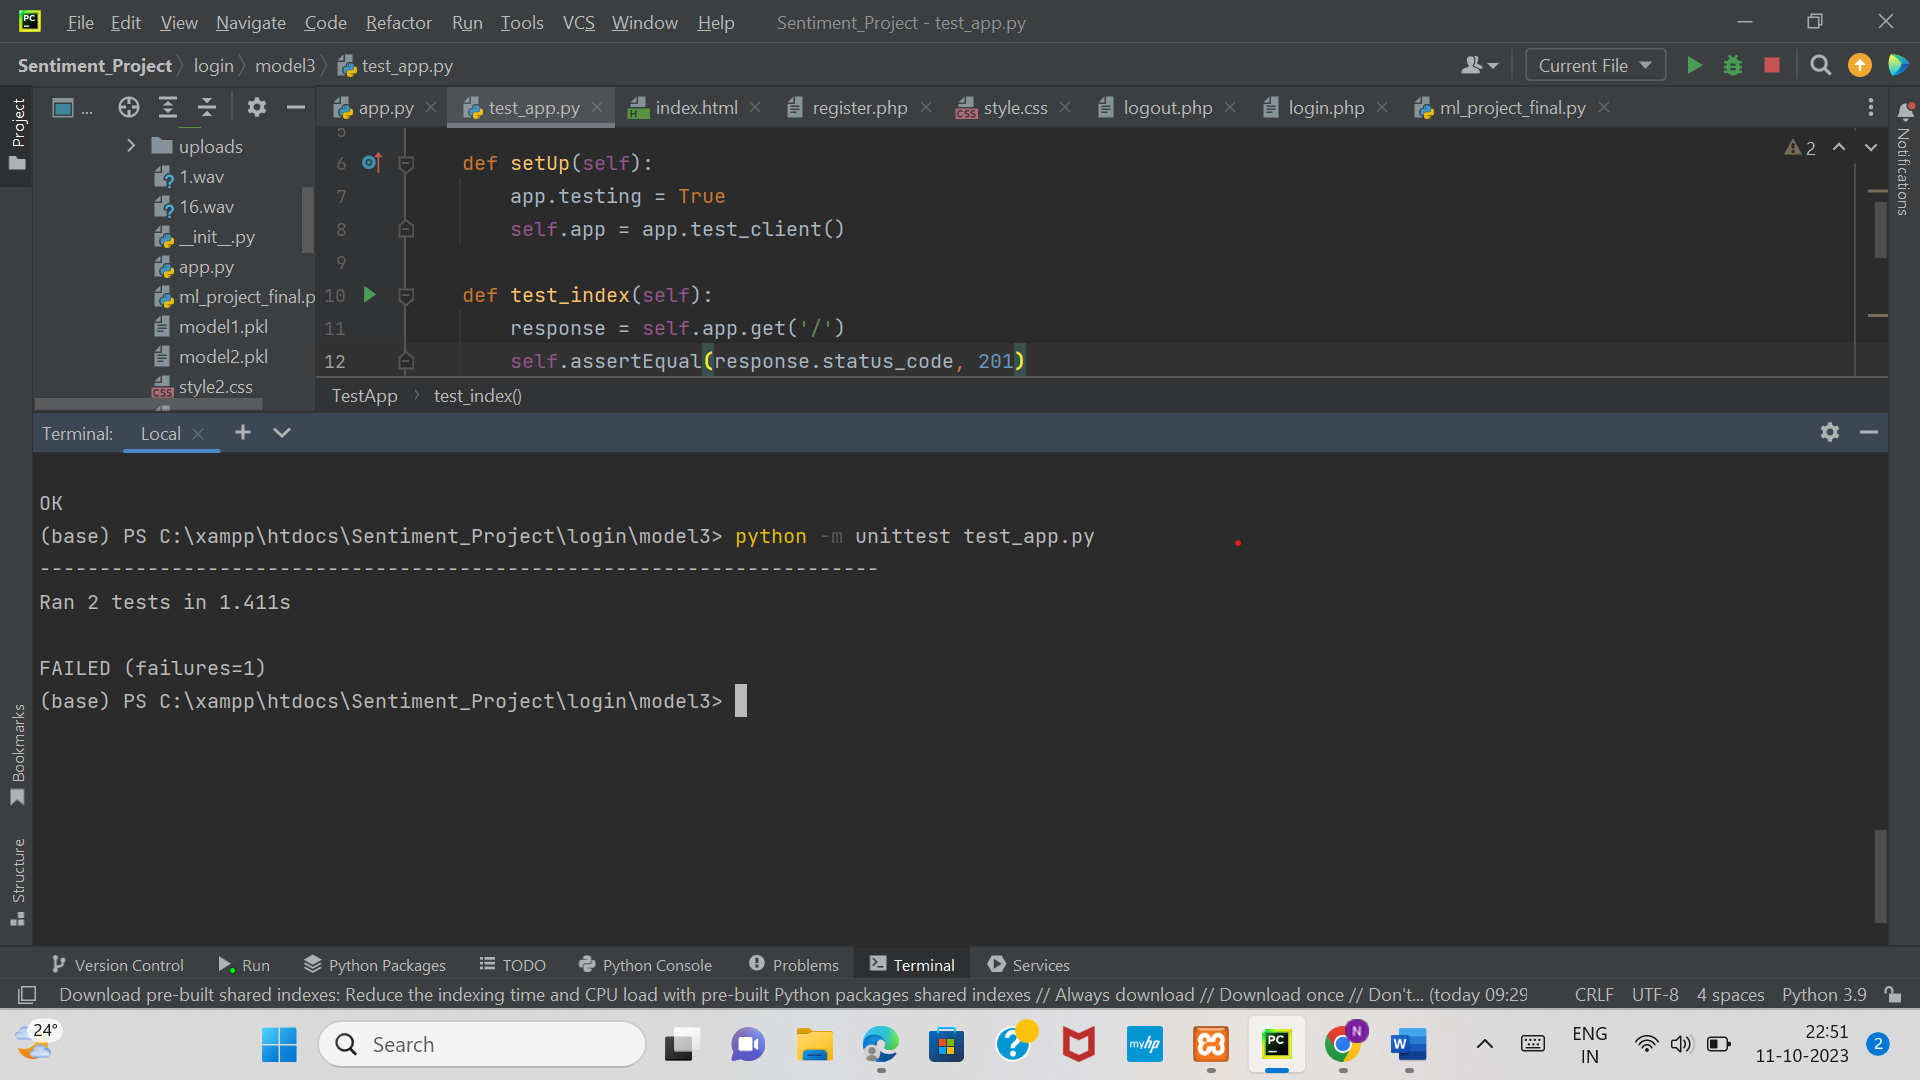 PC File Edit View Navigate Code Refactor Run Tools VCS Window Help Sentiment_Project - test_app.py
Sentiment_Project login model3 test_app.py Current File
Project ... app.py test_app.py index.html register.php style.css logout.php login.php ml_project_final.py
uploads
1.wav
16.wav
__init__.py
app.py
ml_project_final.p
model1.pkl
model2.pkl
style2.css
5
6 def setUp(self): 2
7 app.testing = True
8 self.app = app.test_client()
9
10 def test_index(self):
11 response = self.app.get('/')
12 self.assertEqual(response.status_code, 201)
TestApp test_index()
Notifications
Terminal: Local
OK
(base) PS C:\xampp\htdocs\Sentiment_Project\login\model3> python -m unittest test_app.py
----------------------------------------------------------------------
Ran 2 tests in 1.411s
FAILED (failures=1)
(base) PS C:\xampp\htdocs\Sentiment_Project\login\model3>
Bookmarks
Structure
Version Control Run Python Packages TODO Python Console Problems Terminal Services
Download pre-built shared indexes: Reduce the indexing time and CPU load with pre-built Python packages shared indexes // Always download // Download once // Don't... (today 09:29 CRLF UTF-8 4 spaces Python 3.9
24° Search myhp PC N W ENG 22:51
IN 11-10-2023 2